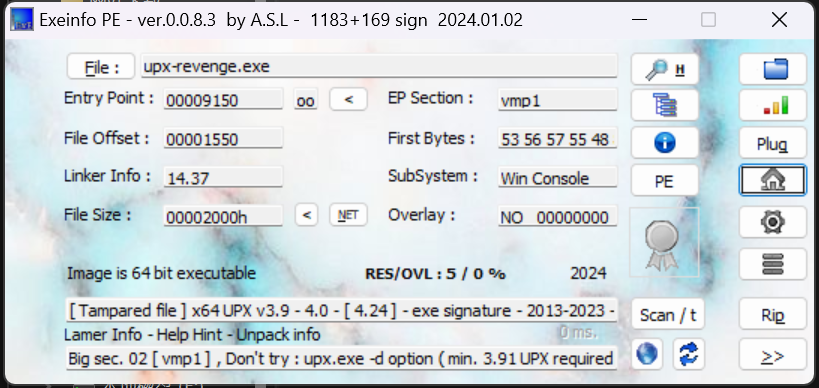 Exeinfo PE - ver.0.0.8.3 by A.S.L - 1183+169 sign 2024.01.02
File : upx-revenge.exe H
Entry Point : 00009150 oo < EP Section : vmp1
File Offset : 00001550 First Bytes : 53 56 57 55 48 Plug
Linker Info : 14.37 SubSystem : Win Console PE
File Size : 00002000h < NET Overlay : NO 00000000
Image is 64 bit executable RES/OVL : 5 / 0 % 2024
[ Tampared file ] x64 UPX v3.9 - 4.0 - [ 4.24 ] - exe signature - 2013-2023 - Scan / t Rip
Lamer Info - Help Hint - Unpack info 0 ms.
Big sec. 02 [ vmp1 ] , Don't try : upx.exe -d option ( min. 3.91 UPX required >>